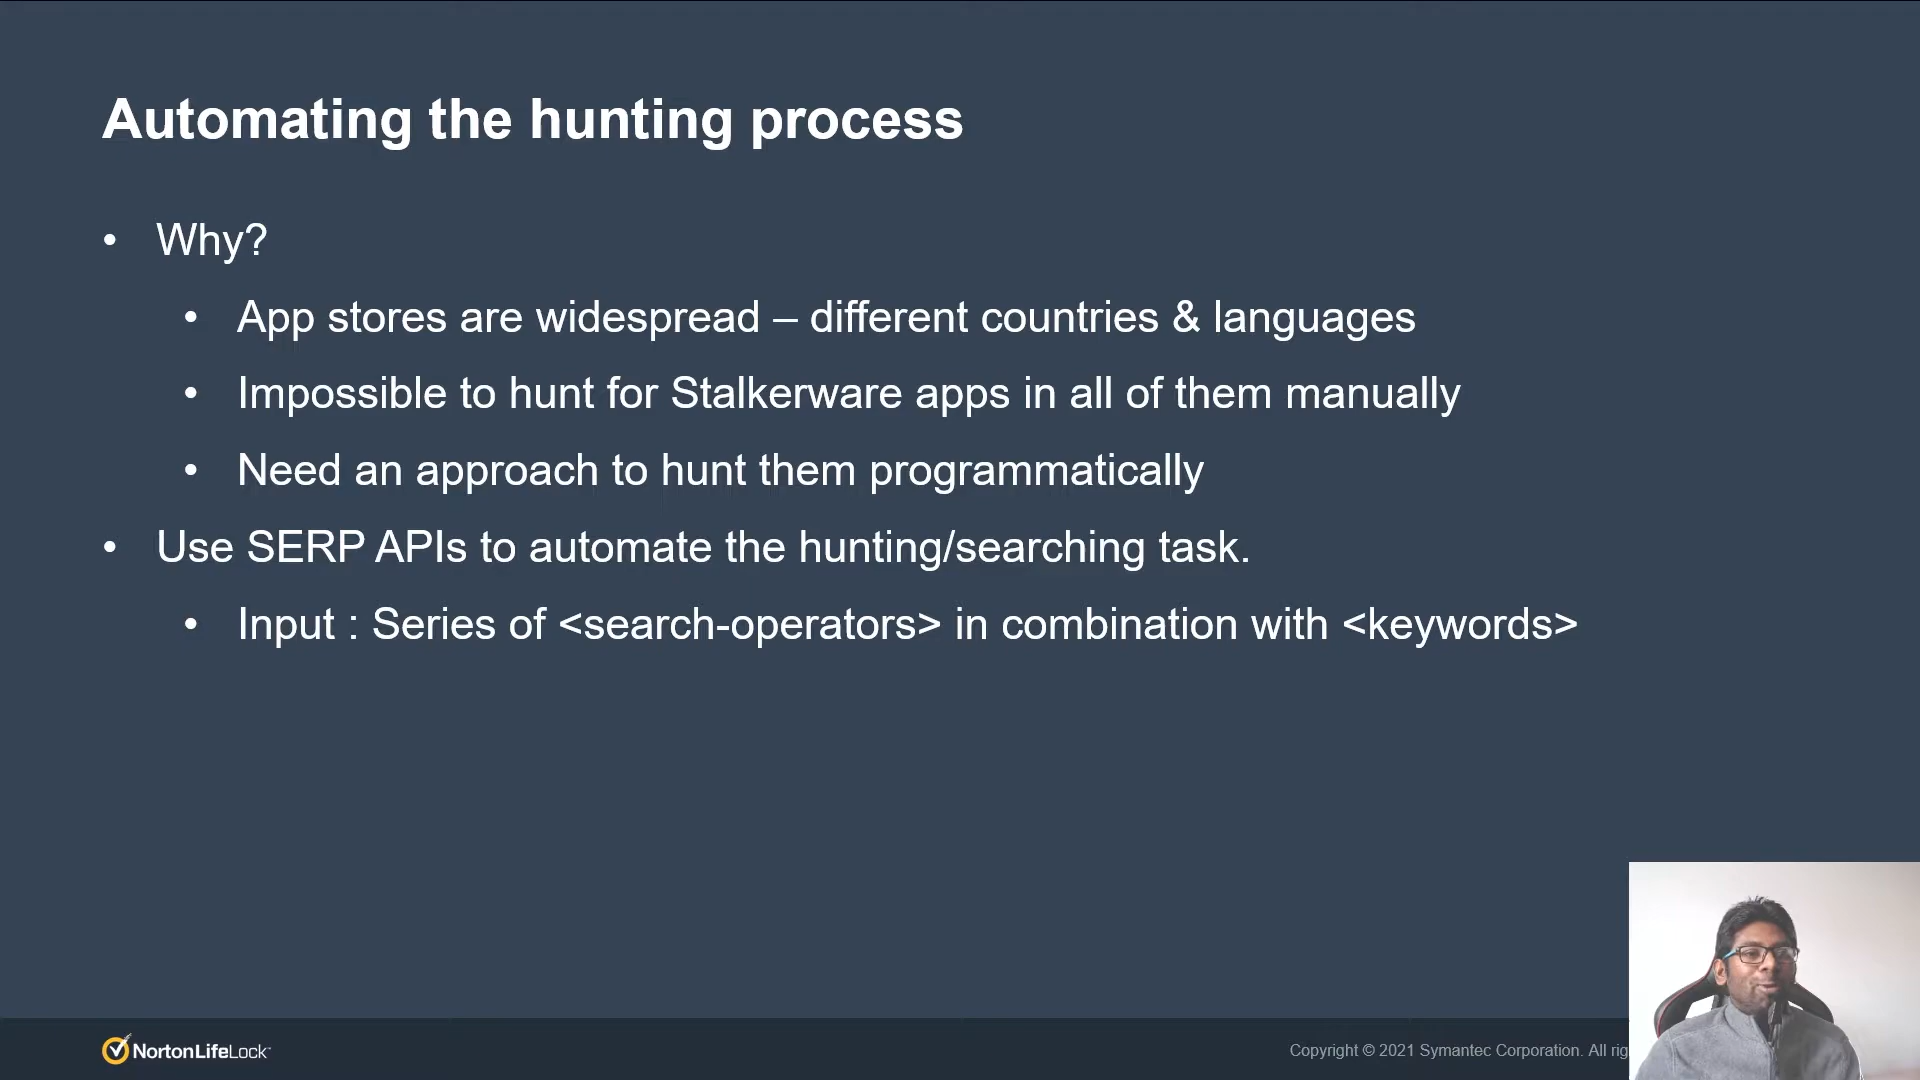 Automating the hunting process
• Why?
• App stores are widespread – different countries & languages
• Impossible to hunt for Stalkerware apps in all of them manually
• Need an approach to hunt them programmatically
• Use SERP APIs to automate the hunting/searching task.
• Input : Series of <search-operators> in combination with <keywords>
NortonLifeLock™
Copyright © 2021 Symantec Corporation. All